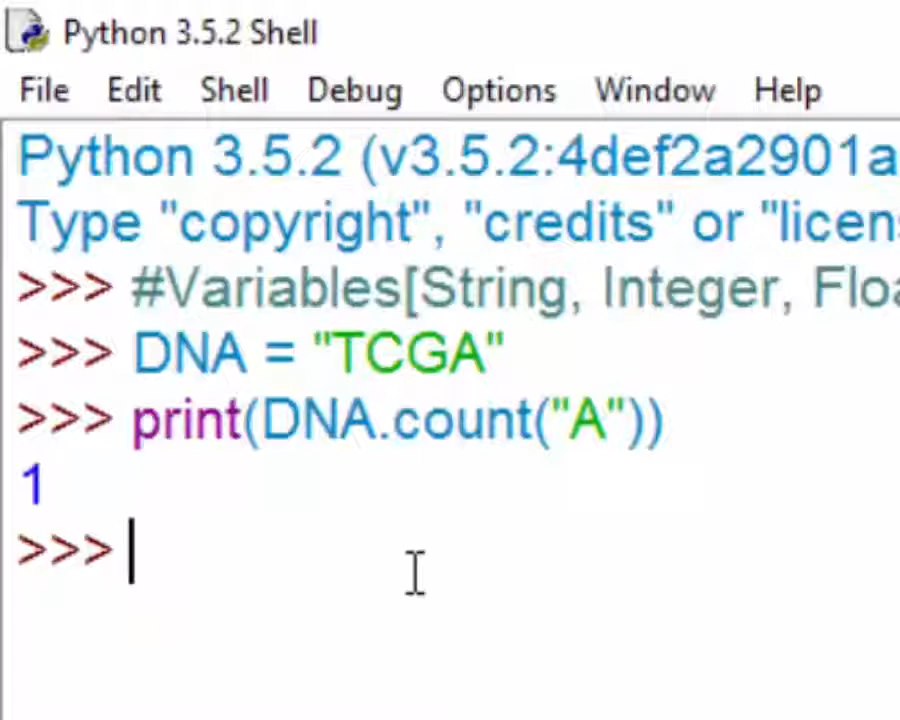 Python 3.5.2 Shell
File Edit Shell Debug Options Window Help
Python 3.5.2 (v3.5.2:4def2a2901a
Type "copyright", "credits" or "licens
>>> #Variables[String, Integer, Floa
>>> DNA = "TCGA"
>>> print(DNA.count("A"))
1
>>>